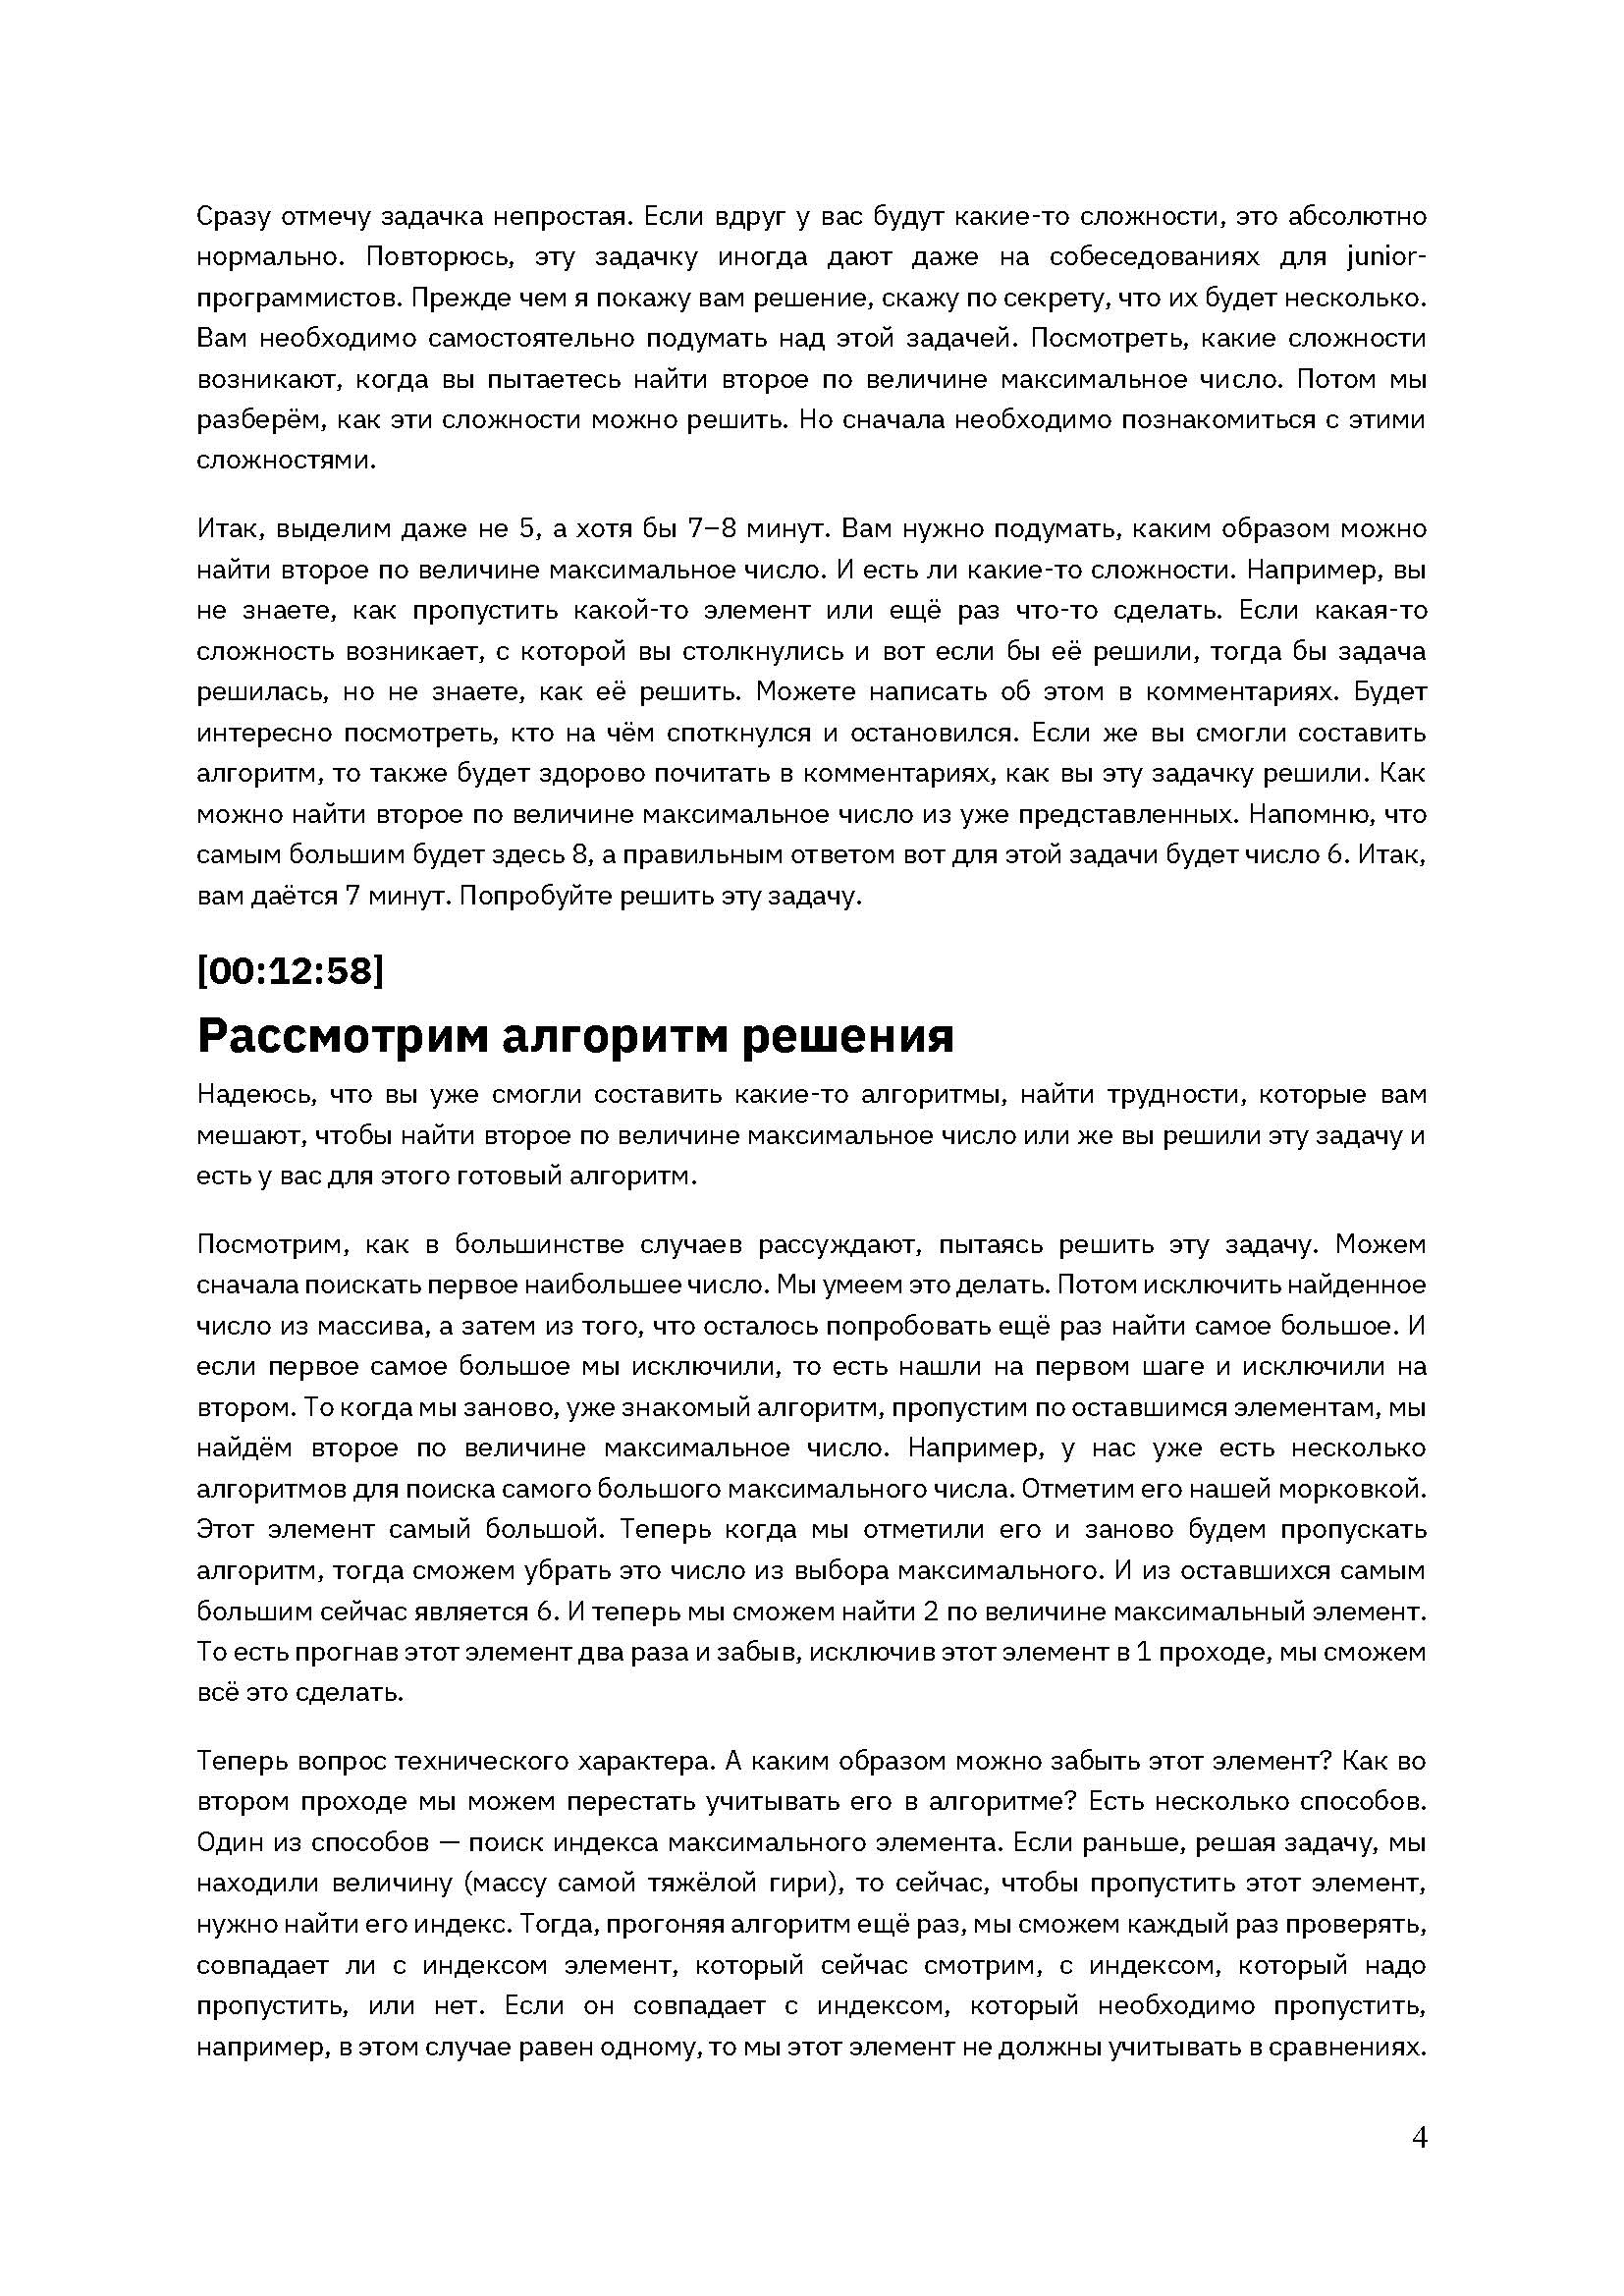 Сразу отмечу задачка непростая. Если вдруг у вас будут какие-то сложности, это абсолютно
нормально. Повторюсь, эту задачку иногда дают даже на собеседованиях для junior-
программистов. Прежде чем я покажу вам решение, скажу по секрету, что их будет несколько.
Вам необходимо самостоятельно подумать над этой задачей. Посмотреть, какие сложности
возникают, когда вы пытаетесь найти второе по величине максимальное число. Потом мы
разберём, как эти сложности можно решить. Но сначала необходимо познакомиться с этими
сложностями.
Итак, выделим даже не 5, а хотя бы 7–8 минут. Вам нужно подумать, каким образом можно
найти второе по величине максимальное число. И есть ли какие-то сложности. Например, вы
не знаете, как пропустить какой-то элемент или ещё раз что-то сделать. Если какая-то
сложность возникает, с которой вы столкнулись и вот если бы её решили, тогда бы задача
решилась, но не знаете, как её решить. Можете написать об этом в комментариях. Будет
интересно посмотреть, кто на чём споткнулся и остановился. Если же вы смогли составить
алгоритм, то также будет здорово почитать в комментариях, как вы эту задачку решили. Как
можно найти второе по величине максимальное число из уже представленных. Напомню, что
самым большим будет здесь 8, а правильным ответом вот для этой задачи будет число 6. Итак,
вам даётся 7 минут. Попробуйте решить эту задачу.
[00:12:58]
Рассмотрим алгоритм решения
Надеюсь, что вы уже смогли составить какие-то алгоритмы, найти трудности, которые вам
мешают, чтобы найти второе по величине максимальное число или же вы решили эту задачу и
есть у вас для этого готовый алгоритм.
Посмотрим, как в большинстве случаев рассуждают, пытаясь решить эту задачу. Можем
сначала поискать первое наибольшее число. Мы умеем это делать. Потом исключить найденное
число из массива, а затем из того, что осталось попробовать ещё раз найти самое большое. И
если первое самое большое мы исключили, то есть нашли на первом шаге и исключили на
втором. То когда мы заново, уже знакомый алгоритм, пропустим по оставшимся элементам, мы
найдём второе по величине максимальное число. Например, у нас уже есть несколько
алгоритмов для поиска самого большого максимального числа. Отметим его нашей морковкой.
Этот элемент самый большой. Теперь когда мы отметили его и заново будем пропускать
алгоритм, тогда сможем убрать это число из выбора максимального. И из оставшихся самым
большим сейчас является 6. И теперь мы сможем найти 2 по величине максимальный элемент.
То есть прогнав этот элемент два раза и забыв, исключив этот элемент в 1 проходе, мы сможем
всё это сделать.
Теперь вопрос технического характера. А каким образом можно забыть этот элемент? Как во
втором проходе мы можем перестать учитывать его в алгоритме? Есть несколько способов.
Один из способов — поиск индекса максимального элемента. Если раньше, решая задачу, мы
находили величину (массу самой тяжёлой гири), то сейчас, чтобы пропустить этот элемент,
нужно найти его индекс. Тогда, прогоняя алгоритм ещё раз, мы сможем каждый раз проверять,
совпадает ли с индексом элемент, который сейчас смотрим, с индексом, который надо
пропустить, или нет. Если он совпадает с индексом, который необходимо пропустить,
например, в этом случае равен одному, то мы этот элемент не должны учитывать в сравнениях.
4